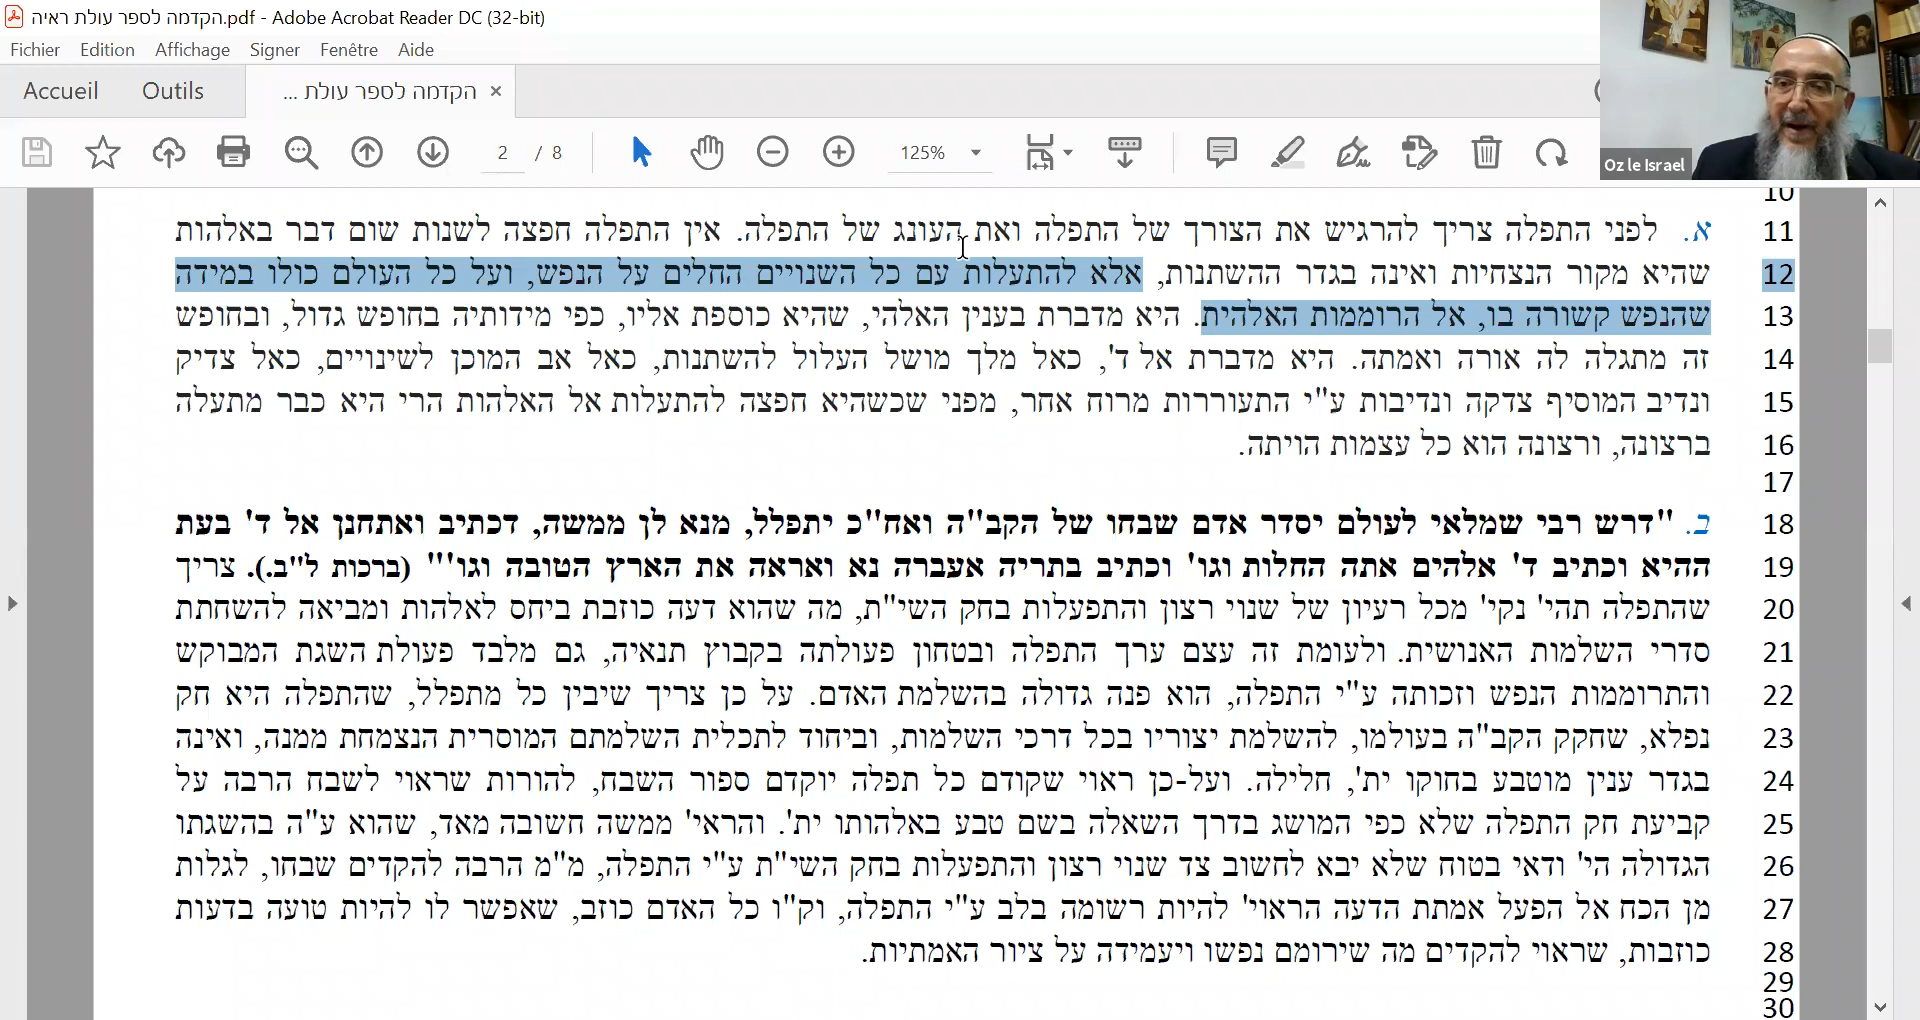 הקדמה לספר עולת ראיה.pdf - Adobe Acrobat Reader DC (32-bit)
Fichier Edition Affichage Signer Fenêtre Aide
Accueil Outils הקדמה לספר עולת ... ×
2 / 8 125%
Oz le Israel
10
11 א. לפני התפלה צריך להרגיש את הצורך של התפלה ואת העונג של התפלה. אין התפלה חפצה לשנות שום דבר באלהות
12 שהיא מקור הנצחיות ואינה בגדר ההשתנות, אלא להתעלות עם כל השנויים החלים על הנפש, ועל כל העולם כולו במידה
13 שהנפש קשורה בו, אל הרוממות האלהית. היא מדברת בענין האלהי, שהיא כוספת אליו, כפי מידותיה בחופש גדול, ובחופש
14 זה מתגלה לה אורה ואמתה. היא מדברת אל ד', כאל מלך מושל העלול להשתנות, כאל אב המוכן לשינויים, כאל צדיק
15 ונדיב המוסיף צדקה ונדיבות ע"י התעוררות מרוח אחר, מפני שכשהיא חפצה להתעלות אל האלהות הרי היא כבר מתעלה
16 ברצונה, ורצונה הוא כל עצמות הויתה.
17
18 ב. "דרש רבי שמלאי לעולם יסדר אדם שבחו של הקב"ה ואח"כ יתפלל, מנא לן ממשה, דכתיב ואתחנן אל ד' בעת
19 ההיא וכתיב ד' אלהים אתה החלות וגו' וכתיב בתריה אעברה נא ואראה את הארץ הטובה וגו'" (ברכות ל"ב.). צריך
20 שהתפלה תהי' נקי' מכל רעיון של שנוי רצון והתפעלות בחק השי"ת, מה שהוא דעה כוזבת ביחס לאלהות ומביאה להשחתת
21 סדרי השלמות האנושית. ולעומת זה עצם ערך התפלה ובטחון פעולתה בקבוץ תנאיה, גם מלבד פעולת השגת המבוקש
22 והתרוממות הנפש וזכותה ע"י התפלה, הוא פנה גדולה בהשלמת האדם. על כן צריך שיבין כל מתפלל, שהתפלה היא חק
23 נפלא, שחקק הקב"ה בעולמו, להשלמת יצוריו בכל דרכי השלמות, וביחוד לתכלית השלמתם המוסרית הנצמחת ממנה, ואינה
24 בגדר ענין מוטבע בחוקו ית', חלילה. ועל-כן ראוי שקודם כל תפלה יוקדם ספור השבח, להורות שראוי לשבח הרבה על
25 קביעת חק התפלה שלא כפי המושג בדרך השאלה בשם טבע באלהותו ית'. והראי' ממשה חשובה מאד, שהוא ע"ה בהשגתו
26 הגדולה הי' ודאי בטוח שלא יבא לחשוב צד שנוי רצון והתפעלות בחק השי"ת ע"י התפלה, מ"מ הרבה להקדים שבחו, לגלות
27 מן הכח אל הפעל אמתת הדעה הראוי' להיות רשומה בלב ע"י התפלה, וק"ו כל האדם כוזב, שאפשר לו להיות טועה בדעות
28 כוזבות, שראוי להקדים מה שירומם נפשו ויעמידה על ציור האמתיות.
29
30